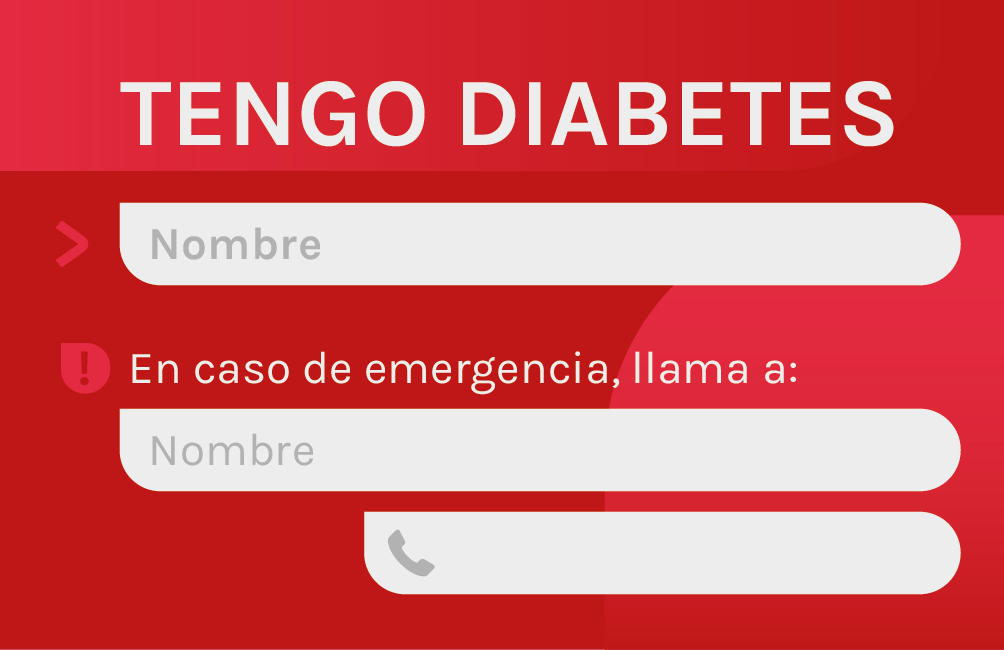 TENGO DIABETES
Nombre
En caso de emergencia, llama a:
Nombre